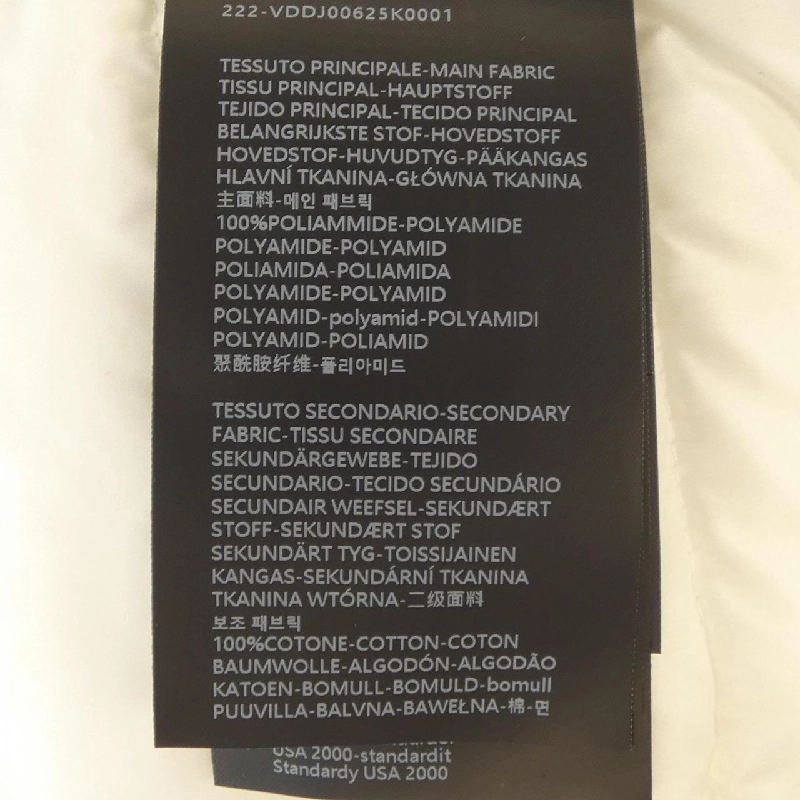 222-VDDJ00625K0001
TESSUTO PRINCIPALE-MAIN FABRIC
TISSU PRINCIPAL-HAUPTSTOFF
TEJIDO PRINCIPAL-TECIDO PRINCIPAL
BELANGRIJKSTE STOF-HOVEDSTOFF
HOVEDSTOF-HUVUDTYG-PÄÄKANGAS
HLAVNÍ TKANINA-GŁÓWNA TKANINA
主面料-메인 패브릭
100%POLIAMMIDE-POLYAMIDE
POLYAMIDE-POLYAMID
POLIAMIDA-POLIAMIDA
POLYAMIDE-POLYAMID
POLYAMID-polyamid-POLYAMIDI
POLYAMID-POLIAMID
聚酰胺纤维-폴리아미드
TESSUTO SECONDARIO-SECONDARY
FABRIC-TISSU SECONDAIRE
SEKUNDÄRGEWEBE-TEJIDO
SECUNDARIO-TECIDO SECUNDÁRIO
SECUNDAIR WEEFSEL-SEKUNDÆRT
STOFF-SEKUNDÆRT STOF
SEKUNDÄRT TYG-TOISSIJAINEN
KANGAS-SEKUNDÁRNÍ TKANINA
TKANINA WTÓRNA-二级面料
보조 패브릭
100%COTONE-COTTON-COTON
BAUMWOLLE-ALGODÓN-ALGODÃO
KATOEN-BOMULL-BOMULD-bomull
PUUVILLA-BALVNA-BAWEŁNA-棉-면
USA 2000-standardit
Standardy USA 2000